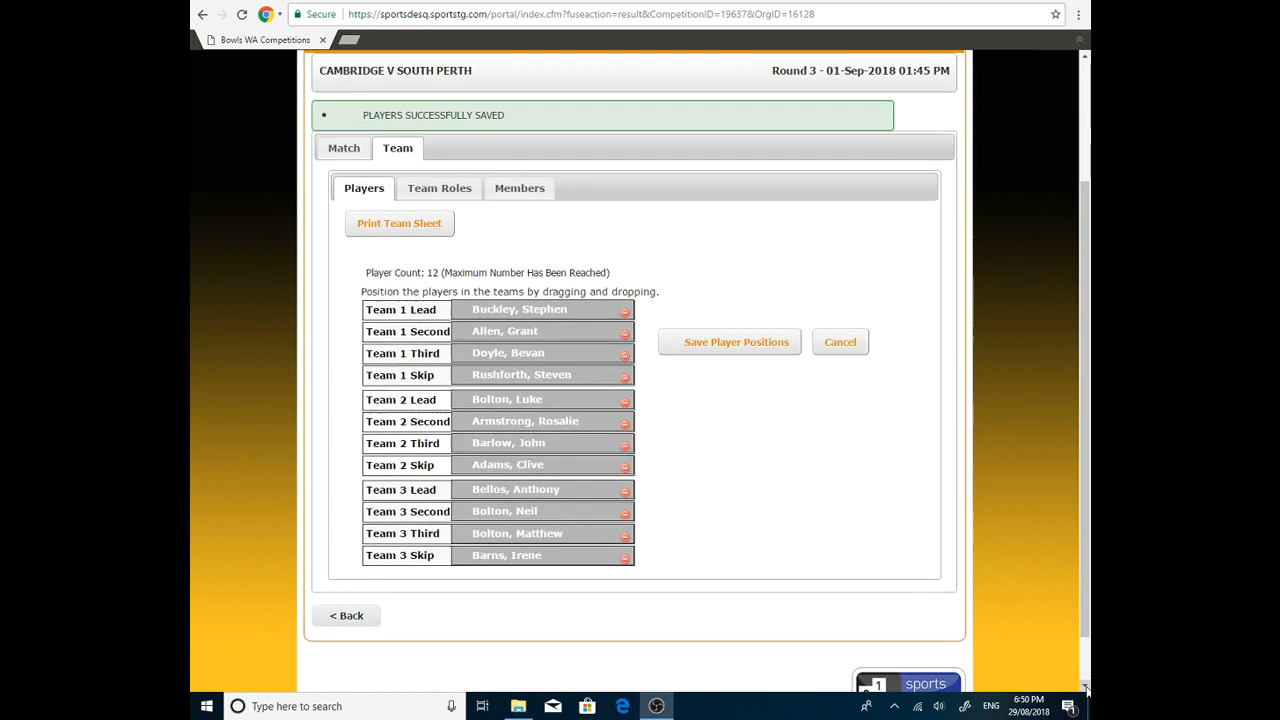 Secure https://sportsdesq.sportstg.com/portal/index.cfm?fuseaction=result&CompetitionID=19637&OrgID=16128
Bowls WA Competitions
CAMBRIDGE V SOUTH PERTH Round 3 - 01-Sep-2018 01:45 PM
PLAYERS SUCCESSFULLY SAVED
Match Team
Players Team Roles Members
Print Team Sheet
Player Count: 12 (Maximum Number Has Been Reached)
Position the players in the teams by dragging and dropping.
Team 1 Lead Buckley, Stephen
Team 1 Second Allen, Grant
Save Player Positions Cancel
Team 1 Third Doyle, Bevan
Team 1 Skip Rushforth, Steven
Team 2 Lead Bolton, Luke
Team 2 Second Armstrong, Rosalie
Team 2 Third Barlow, John
Team 2 Skip Adams, Clive
Team 3 Lead Bellos, Anthony
Team 3 Second Bolton, Neil
Team 3 Third Bolton, Matthew
Team 3 Skip Barns, Irene
< Back
1 sports
Type here to search
ENG 6:50 PM
29/08/2018 1